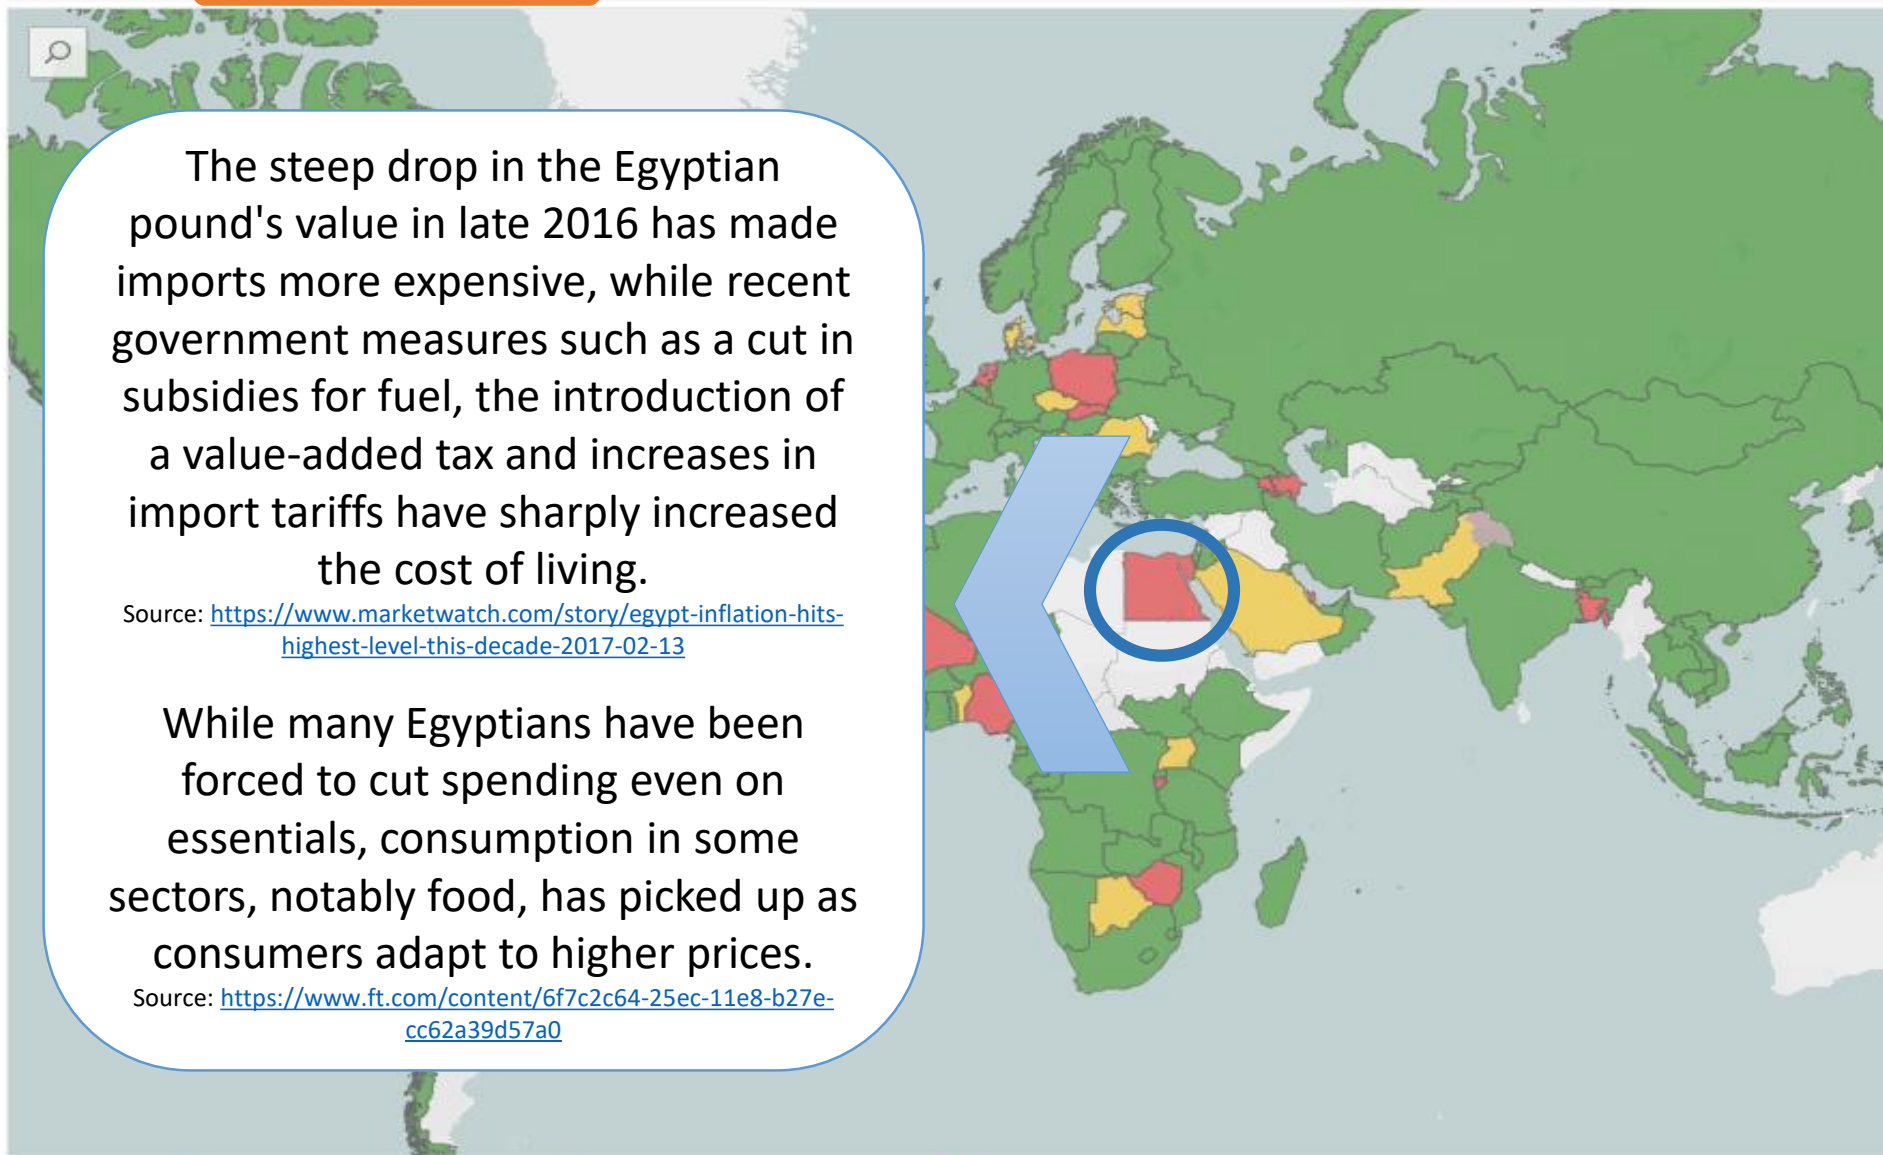 The steep drop in the Egyptian
pound's value in late 2016 has made
imports more expensive, while recent
government measures such as a cut in
subsidies for fuel, the introduction of
a value-added tax and increases in
import tariffs have sharply increased
the cost of living.
Source: https://www.marketwatch.com/story/egypt-inflation-hits-
highest-level-this-decade-2017-02-13
While many Egyptians have been
forced to cut spending even on
essentials, consumption in some
sectors, notably food, has picked up as
consumers adapt to higher prices.
Source: https://www.ft.com/content/6f7c2c64-25ec-11e8-b27e-
cc62a39d57a0